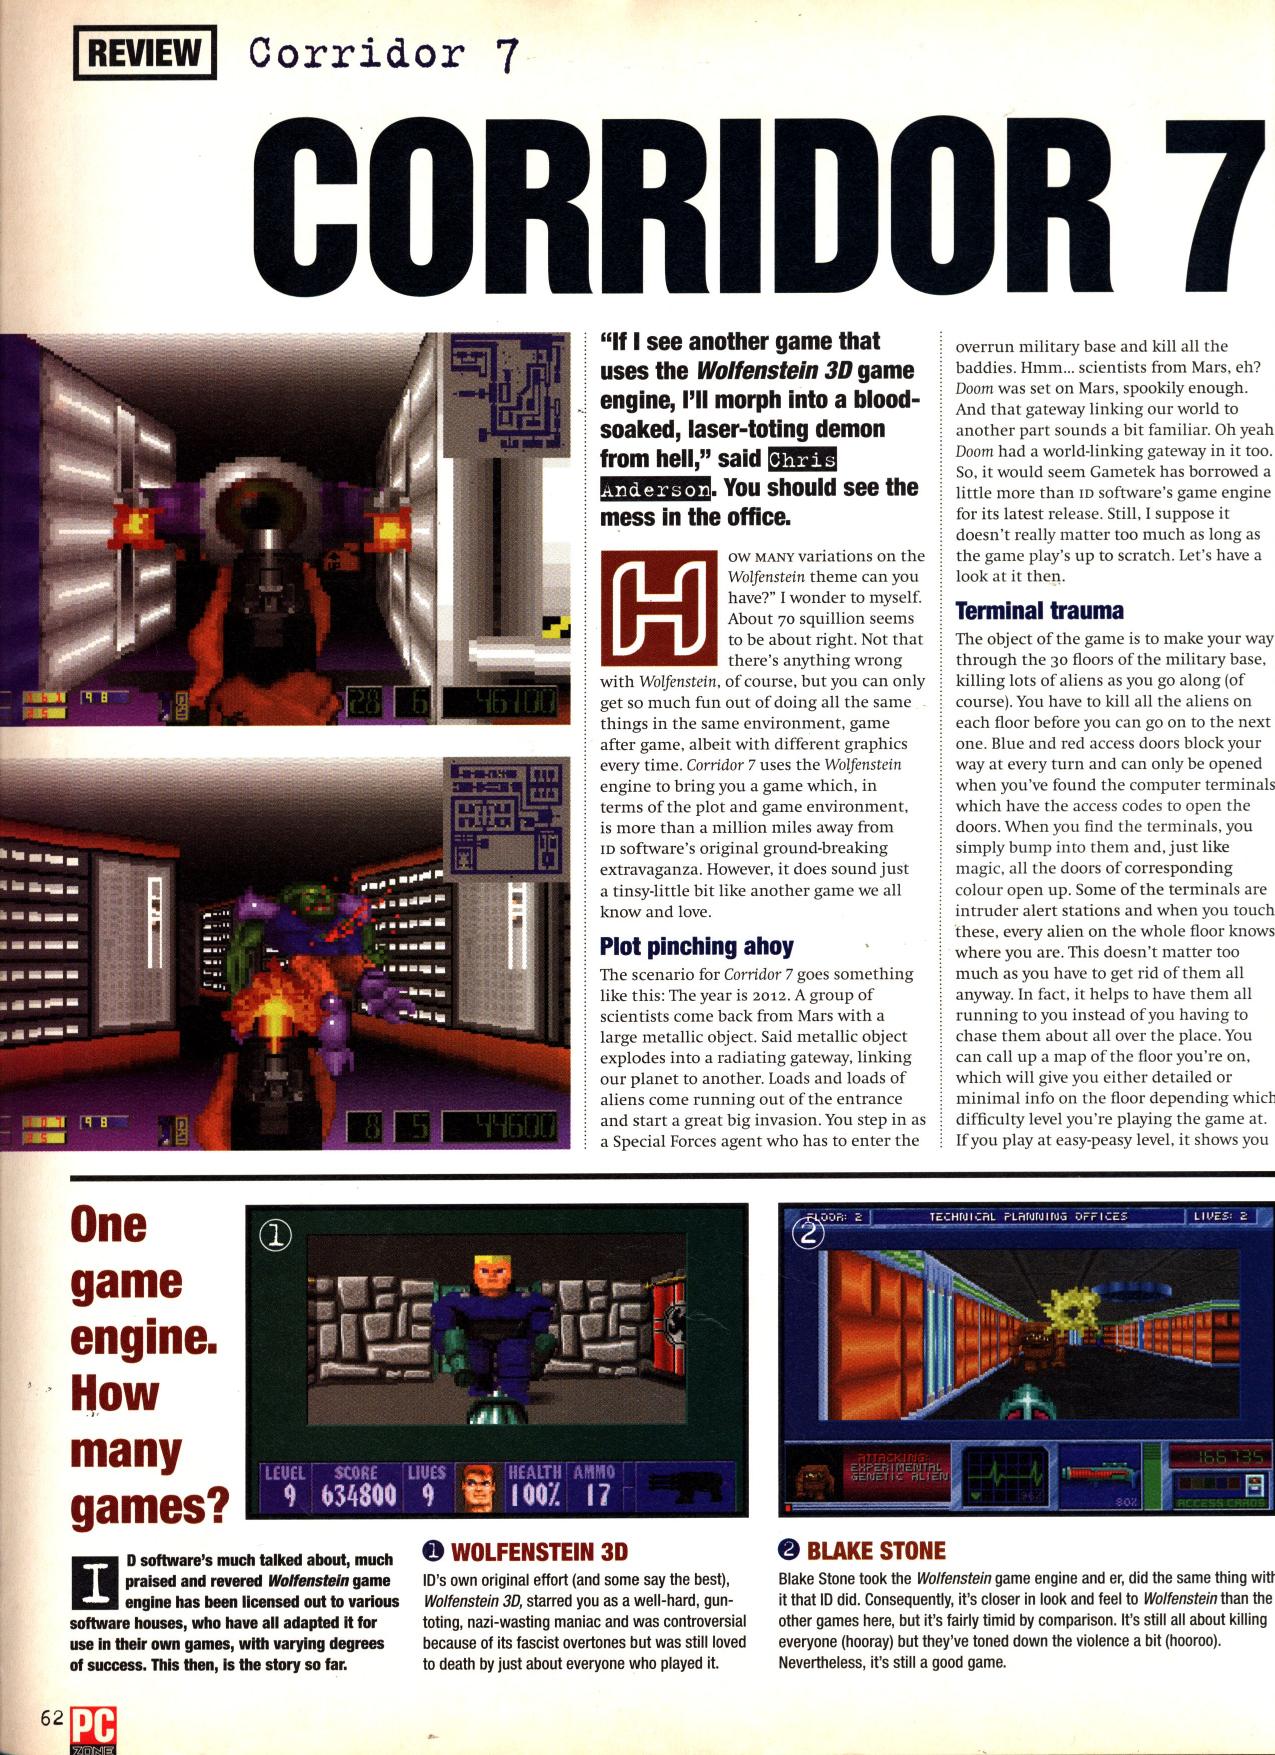 REVIEW Corridor 7
CORRIDOR 7
“If I see another game that
uses the Wolfenstein 3D game
engine, I’ll morph into a blood-
soaked, laser-toting demon
from hell,” said Chris
Anderson. You should see the
mess in the office.
HOW MANY variations on the
Wolfenstein theme can you
have?” I wonder to myself.
About 70 squillion seems
to be about right. Not that
there’s anything wrong
with Wolfenstein, of course, but you can only
get so much fun out of doing all the same
things in the same environment, game
after game, albeit with different graphics
every time. Corridor 7 uses the Wolfenstein
engine to bring you a game which, in
terms of the plot and game environment,
is more than a million miles away from
ID software’s original ground-breaking
extravaganza. However, it does sound just
a tinsy-little bit like another game we all
know and love.
Plot pinching ahoy
The scenario for Corridor 7 goes something
like this: The year is 2012. A group of
scientists come back from Mars with a
large metallic object. Said metallic object
explodes into a radiating gateway, linking
our planet to another. Loads and loads of
aliens come running out of the entrance
and start a great big invasion. You step in as
a Special Forces agent who has to enter the
overrun military base and kill all the
baddies. Hmm... scientists from Mars, eh?
Doom was set on Mars, spookily enough.
And that gateway linking our world to
another part sounds a bit familiar. Oh yeah
Doom had a world-linking gateway in it too.
So, it would seem Gametek has borrowed a
little more than ID software’s game engine
for its latest release. Still, I suppose it
doesn’t really matter too much as long as
the game play’s up to scratch. Let’s have a
look at it then.
Terminal trauma
The object of the game is to make your way
through the 30 floors of the military base,
killing lots of aliens as you go along (of
course). You have to kill all the aliens on
each floor before you can go on to the next
one. Blue and red access doors block your
way at every turn and can only be opened
when you’ve found the computer terminals
which have the access codes to open the
doors. When you find the terminals, you
simply bump into them and, just like
magic, all the doors of corresponding
colour open up. Some of the terminals are
intruder alert stations and when you touch
these, every alien on the whole floor knows
where you are. This doesn’t matter too
much as you have to get rid of them all
anyway. In fact, it helps to have them all
running to you instead of you having to
chase them about all over the place. You
can call up a map of the floor you’re on,
which will give you either detailed or
minimal info on the floor depending which
difficulty level you’re playing the game at.
If you play at easy-peasy level, it shows you
161 98 28 6 46100
25
107 98 8 5 44600
25
One
game
engine.
How
many
games?
ID software’s much talked about, much
praised and revered Wolfenstein game
engine has been licensed out to various
software houses, who have all adapted it for
use in their own games, with varying degrees
of success. This then, is the story so far.
1
LEVEL SCORE LIVES HEALTH AMMO
9 634800 9 100% 17
1 WOLFENSTEIN 3D
ID’s own original effort (and some say the best),
Wolfenstein 3D, starred you as a well-hard, gun-
toting, nazi-wasting maniac and was controversial
because of its fascist overtones but was still loved
to death by just about everyone who played it.
2
FLOOR: 2 TECHNICAL PLANNING OFFICES LIVES: 2
ATTACKING:
EXPERIMENTAL
GENETIC ALIEN
166735
80%
ACCESS CARDS
2 BLAKE STONE
Blake Stone took the Wolfenstein game engine and er, did the same thing with
it that ID did. Consequently, it’s closer in look and feel to Wolfenstein than the
other games here, but it’s fairly timid by comparison. It’s still all about killing
everyone (hooray) but they’ve toned down the violence a bit (hooroo).
Nevertheless, it’s still a good game.
62 PC
ZONE